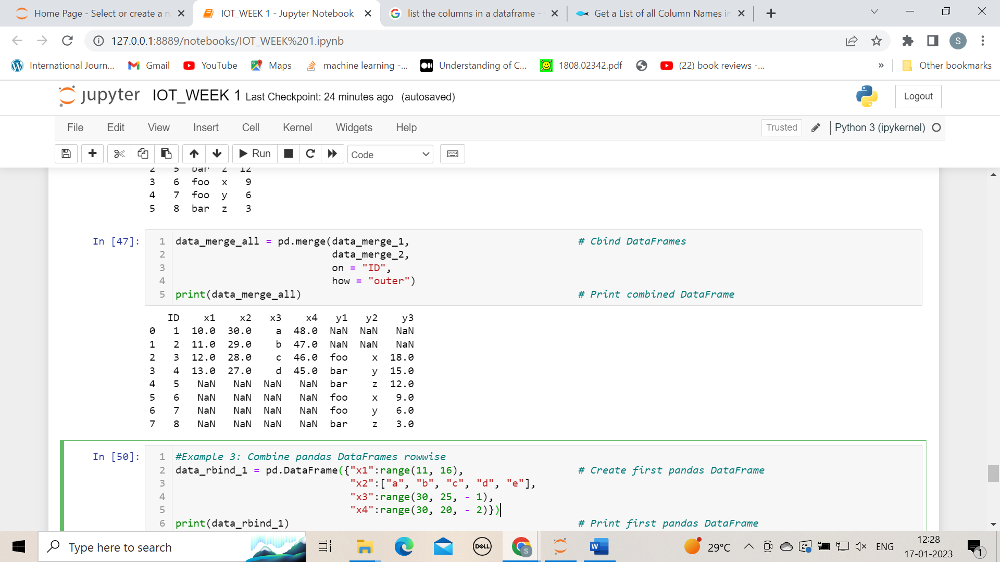 Home Page - Select or create a n
IOT_WEEK 1 - Jupyter Notebook
list the columns in a dataframe -
Get a List of all Column Names in
127.0.0.1:8889/notebooks/IOT_WEEK%201.ipynb
S
International Journ...
Gmail
YouTube
Maps
machine learning -...
Understanding of C...
1808.02342.pdf
(22) book reviews -...
»
Other bookmarks
jupyter IOT_WEEK 1 Last Checkpoint: 24 minutes ago (autosaved)
Logout
File Edit View Insert Cell Kernel Widgets Help
Trusted
Python 3 (ipykernel)
Run
Code
2 5 bar z 12
3 6 foo x 9
4 7 foo y 6
5 8 bar z 3
In [47]:
1 data_merge_all = pd.merge(data_merge_1, # Cbind DataFrames
2 data_merge_2,
3 on = "ID",
4 how = "outer")
5 print(data_merge_all) # Print combined DataFrame
ID x1 x2 x3 x4 y1 y2 y3
0 1 10.0 30.0 a 48.0 NaN NaN NaN
1 2 11.0 29.0 b 47.0 NaN NaN NaN
2 3 12.0 28.0 c 46.0 foo x 18.0
3 4 13.0 27.0 d 45.0 bar y 15.0
4 5 NaN NaN NaN NaN bar z 12.0
5 6 NaN NaN NaN NaN foo x 9.0
6 7 NaN NaN NaN NaN foo y 6.0
7 8 NaN NaN NaN NaN bar z 3.0
In [50]:
1 #Example 3: Combine pandas DataFrames rowwise
2 data_rbind_1 = pd.DataFrame({"x1":range(11, 16), # Create first pandas DataFrame
3 "x2":["a", "b", "c", "d", "e"],
4 "x3":range(30, 25, - 1),
5 "x4":range(30, 20, - 2)})
6 print(data_rbind_1) # Print first pandas DataFrame
Type here to search
DELL
S
W
29°C
ENG
12:28
17-01-2023
1